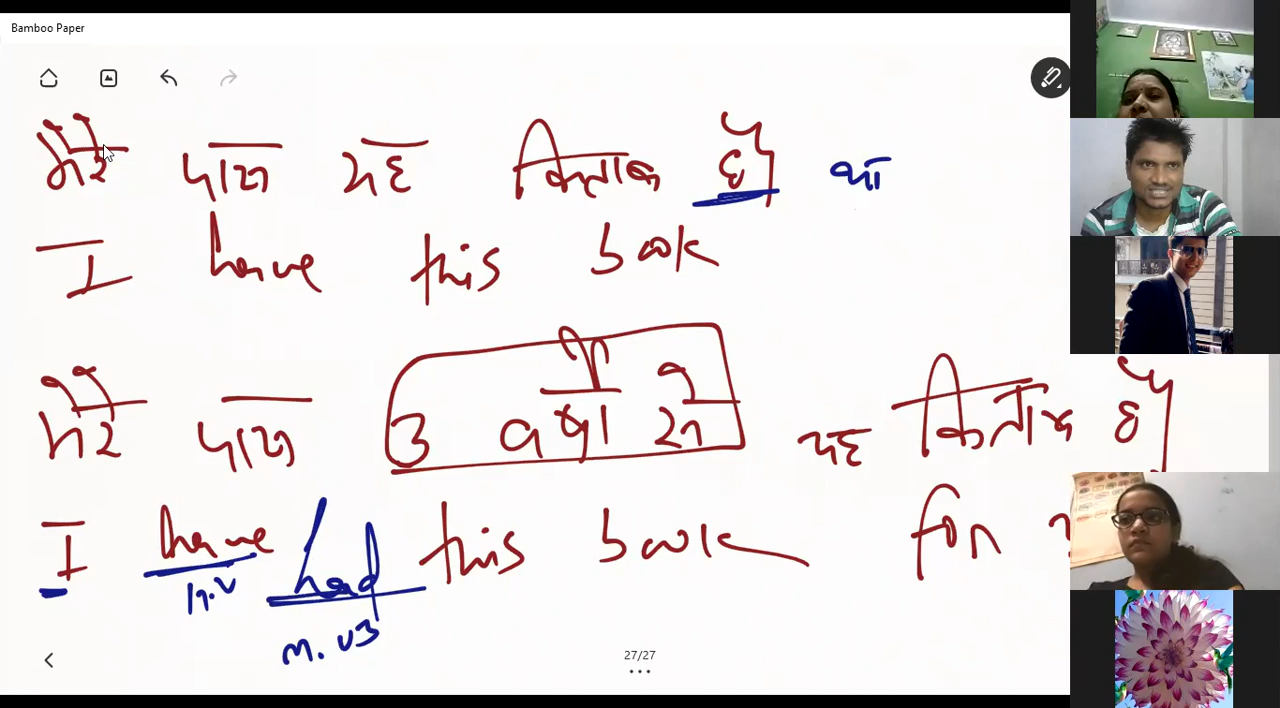 Bamboo Paper
मेरे पास यह किताब है था
I have this book
मेरे पास 3 वर्षों से यह किताब है
I have had this book for
h.v
m. v3
27/27